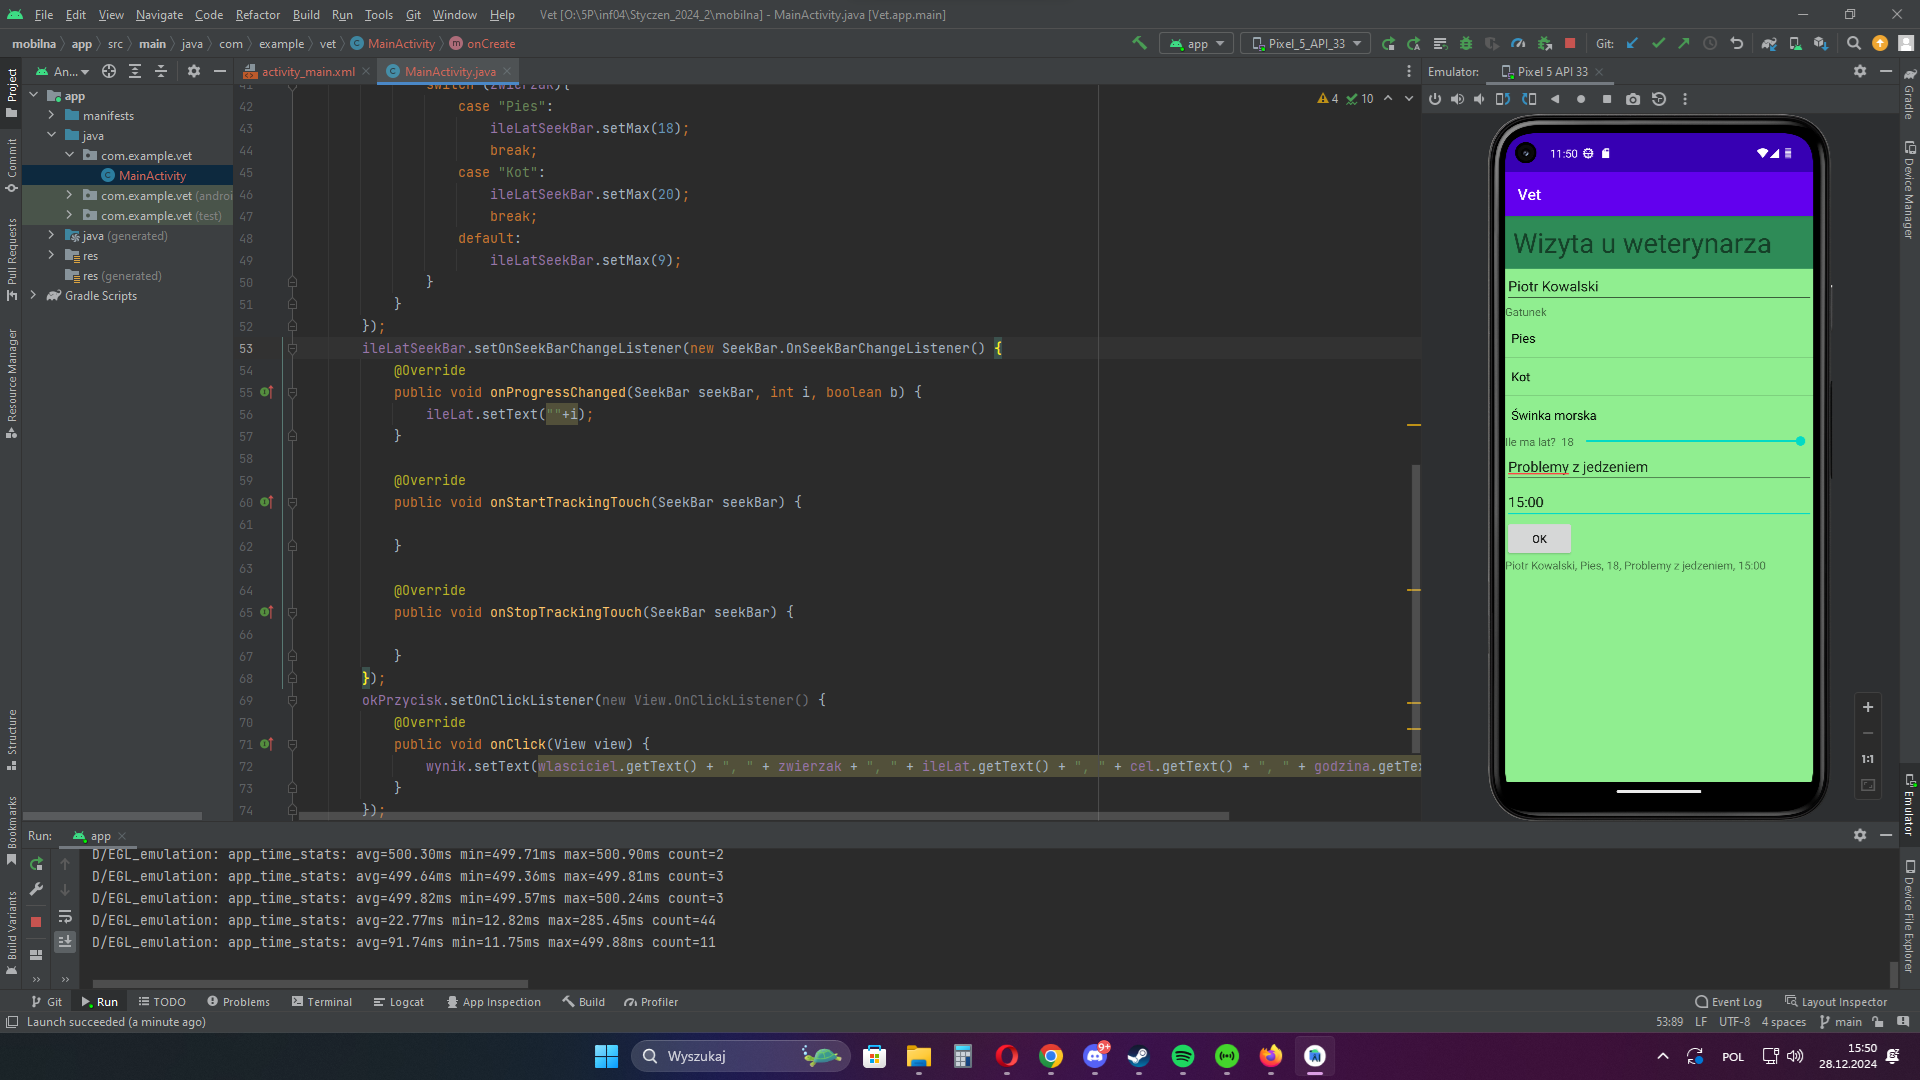 File Edit View Navigate Code Refactor Build Run Tools Git Window Help Vet [O:\5P\inf04\Styczen_2024_2\mobilna] - MainActivity.java [Vet.app.main]
mobilna app src main java com example vet MainActivity onCreate app Pixel_5_API_33 Git:
An... activity_main.xml MainActivity.java Emulator: Pixel 5 API 33
Project
Commit
Pull Requests
Resource Manager
Structure
Bookmarks
Build Variants
app
manifests
java
com.example.vet
MainActivity
com.example.vet (androi
com.example.vet (test)
java (generated)
res
res (generated)
Gradle Scripts
4 10
41 switch (zwierzak){
42 case "Pies":
43 ileLatSeekBar.setMax(18);
44 break;
45 case "Kot":
46 ileLatSeekBar.setMax(20);
47 break;
48 default:
49 ileLatSeekBar.setMax(9);
50 }
51 }
52 });
53 ileLatSeekBar.setOnSeekBarChangeListener(new SeekBar.OnSeekBarChangeListener() {
54 @Override
55 public void onProgressChanged(SeekBar seekBar, int i, boolean b) {
56 ileLat.setText(""+i);
57 }
58
59 @Override
60 public void onStartTrackingTouch(SeekBar seekBar) {
61
62 }
63
64 @Override
65 public void onStopTrackingTouch(SeekBar seekBar) {
66
67 }
68 });
69 okPrzycisk.setOnClickListener(new View.OnClickListener() {
70 @Override
71 public void onClick(View view) {
72 wynik.setText(wlasciciel.getText() + ", " + zwierzak + ", " + ileLat.getText() + ", " + cel.getText() + ", " + godzina.getTex
73 }
74 });
11:50
Vet
Wizyta u weterynarza
Piotr Kowalski
Gatunek
Pies
Kot
Świnka morska
Ile ma lat? 18
Problemy z jedzeniem
15:00
OK
Piotr Kowalski, Pies, 18, Problemy z jedzeniem, 15:00
1:1
Gradle
Device Manager
Emulator
Device File Explorer
Run: app
D/EGL_emulation: app_time_stats: avg=500.30ms min=499.71ms max=500.90ms count=2
D/EGL_emulation: app_time_stats: avg=499.64ms min=499.36ms max=499.81ms count=3
D/EGL_emulation: app_time_stats: avg=499.82ms min=499.57ms max=500.24ms count=3
D/EGL_emulation: app_time_stats: avg=22.77ms min=12.82ms max=285.45ms count=44
D/EGL_emulation: app_time_stats: avg=91.74ms min=11.75ms max=499.88ms count=11
Git Run TODO Problems Terminal Logcat App Inspection Build Profiler Event Log Layout Inspector
Launch succeeded (a minute ago) 53:89 LF UTF-8 4 spaces main
Wyszukaj 9+ POL 15:50
28.12.2024